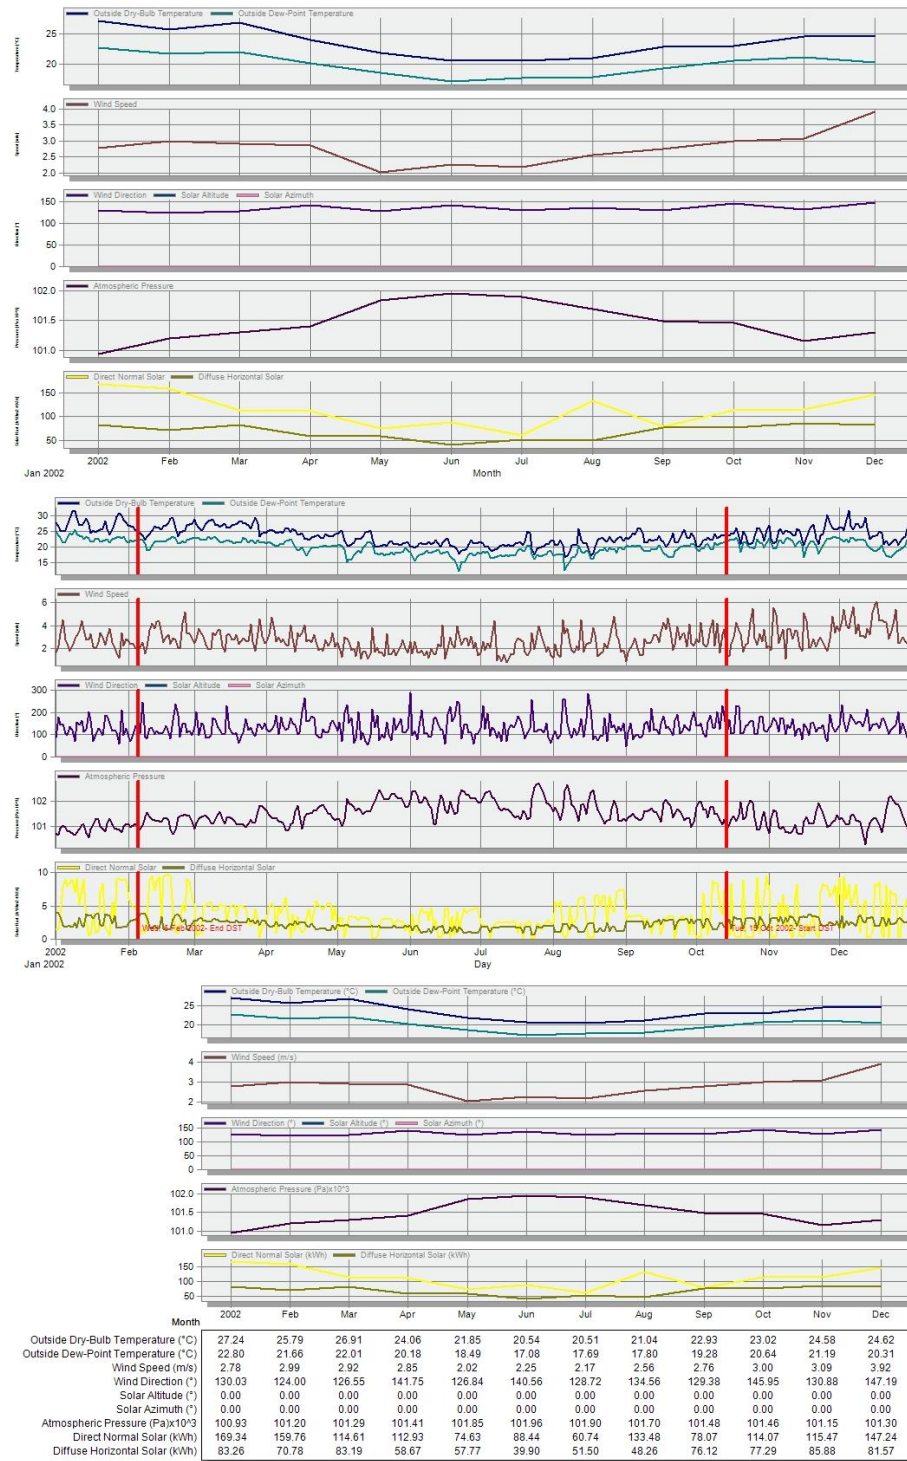 Outside Dry-Bulb Temperature Outside Dew-Point Temperature
Temperature (°C)
25
20
Wind Speed
4.0
3.5
3.0
2.5
2.0
Wind Direction Solar Altitude Solar Azimuth
150
100
50
0
Atmospheric Pressure
102.0
101.5
101.0
Direct Normal Solar Diffuse Horizontal Solar
150
100
50
2002 Feb Mar Apr May Jun Jul Aug Sep Oct Nov Dec
Jan 2002 Month
Outside Dry-Bulb Temperature Outside Dew-Point Temperature
Temperature (°C)
30
25
20
15
Wind Speed
6
4
2
Wind Direction Solar Altitude Solar Azimuth
300
200
100
0
Atmospheric Pressure
102
101
Direct Normal Solar Diffuse Horizontal Solar
10
5
0
2002 Feb Mar Apr May Jun Jul Aug Sep Oct Nov Dec
Jan 2002 Day
Outside Dry-Bulb Temperature (°C) Outside Dew-Point Temperature (°C)
25
20
Wind Speed (m/s)
4
3
2
Wind Direction (°) Solar Altitude (°) Solar Azimuth (°)
150
100
50
0
Atmospheric Pressure (Pa)x10^3
102.0
101.5
101.0
Direct Normal Solar (kWh) Diffuse Horizontal Solar (kWh)
150
100
50
2002 Feb Mar Apr May Jun Jul Aug Sep Oct Nov Dec
Month
Outside Dry-Bulb Temperature (°C) 27.24 25.79 26.91 24.06 21.85 20.54 20.51 21.04 22.93 23.02 24.58 24.62
Outside Dew-Point Temperature (°C) 22.80 21.66 22.01 20.18 18.49 17.08 17.69 17.80 19.28 20.64 21.19 20.31
Wind Speed (m/s) 2.78 2.99 2.92 2.85 2.02 2.25 2.17 2.56 2.76 3.00 3.09 3.92
Wind Direction (°) 130.03 124.00 126.55 141.75 126.84 140.56 128.72 134.56 129.38 145.95 130.88 147.19
Solar Altitude (°) 0.00 0.00 0.00 0.00 0.00 0.00 0.00 0.00 0.00 0.00 0.00 0.00
Solar Azimuth (°) 0.00 0.00 0.00 0.00 0.00 0.00 0.00 0.00 0.00 0.00 0.00 0.00
Atmospheric Pressure (Pa)x10^3 100.93 101.20 101.29 101.41 101.85 101.96 101.90 101.70 101.48 101.46 101.15 101.30
Direct Normal Solar (kWh) 169.34 159.76 114.61 112.93 74.63 88.44 60.74 133.48 78.07 114.07 115.47 147.24
Diffuse Horizontal Solar (kWh) 83.26 70.78 83.19 58.67 57.77 39.90 51.50 48.26 76.12 77.29 85.88 81.57